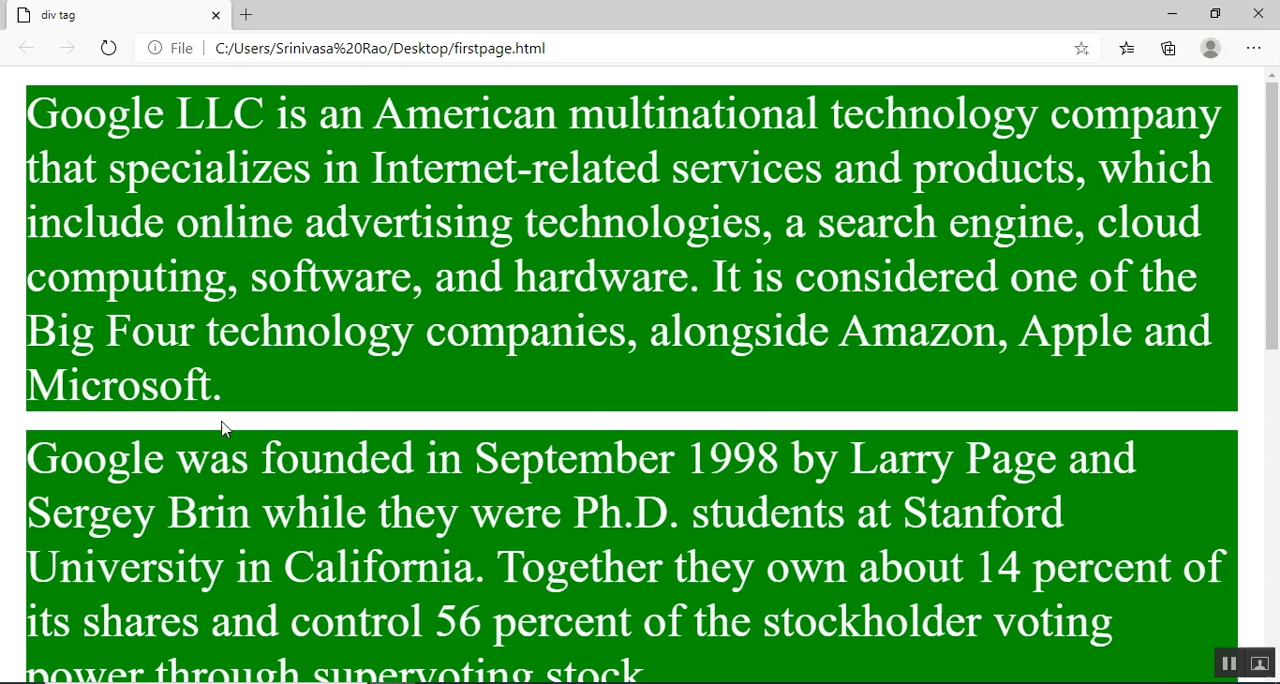 div tag
File
C:/Users/Srinivasa%20Rao/Desktop/firstpage.html
Google LLC is an American multinational technology company
that specializes in Internet-related services and products, which
include online advertising technologies, a search engine, cloud
computing, software, and hardware. It is considered one of the
Big Four technology companies, alongside Amazon, Apple and
Microsoft.
Google was founded in September 1998 by Larry Page and
Sergey Brin while they were Ph.D. students at Stanford
University in California. Together they own about 14 percent of
its shares and control 56 percent of the stockholder voting
power through supervoting stock.